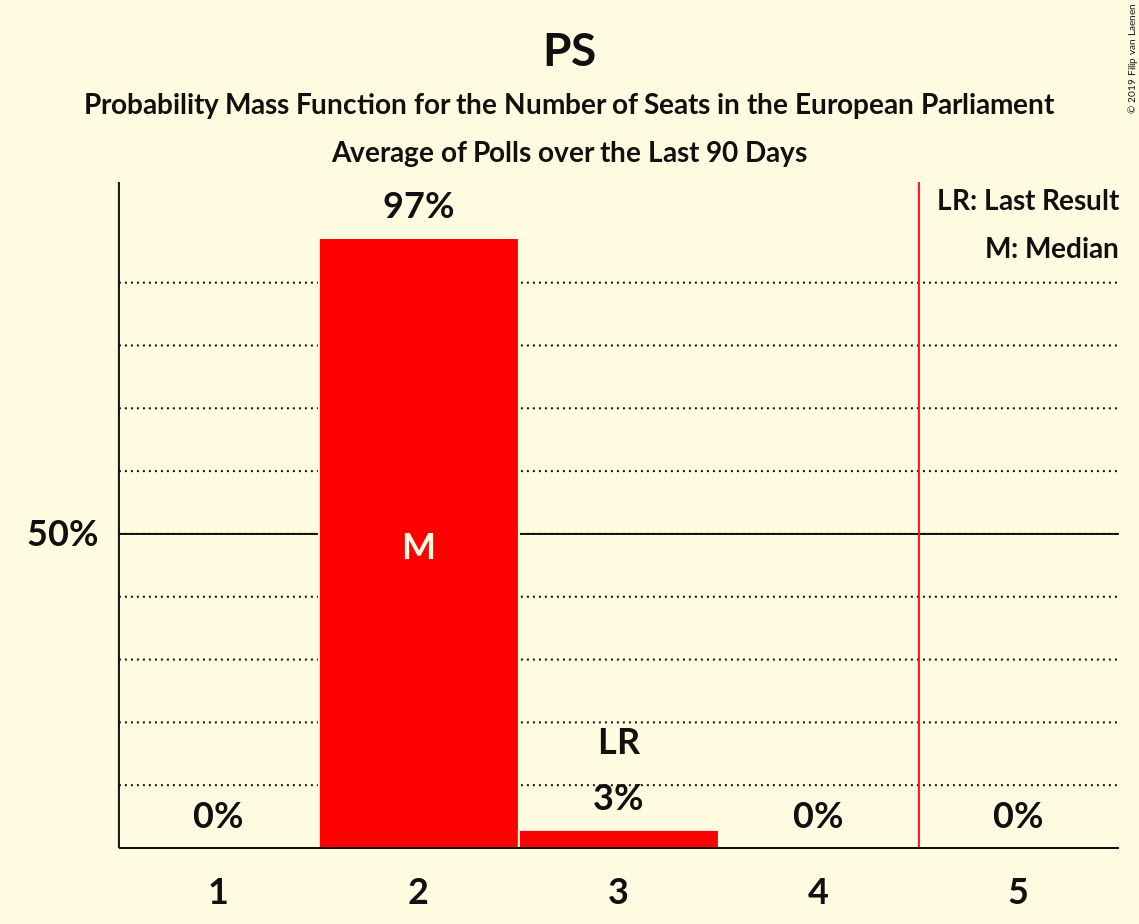 PS
Probability Mass Function for the Number of Seats in the European Parliament
Average of Polls over the Last 90 Days
© 2019 Filip van Laenen
LR: Last Result
M: Median
97%
50%
M
LR
0%
3%
0%
0%
1
2
3
4
5